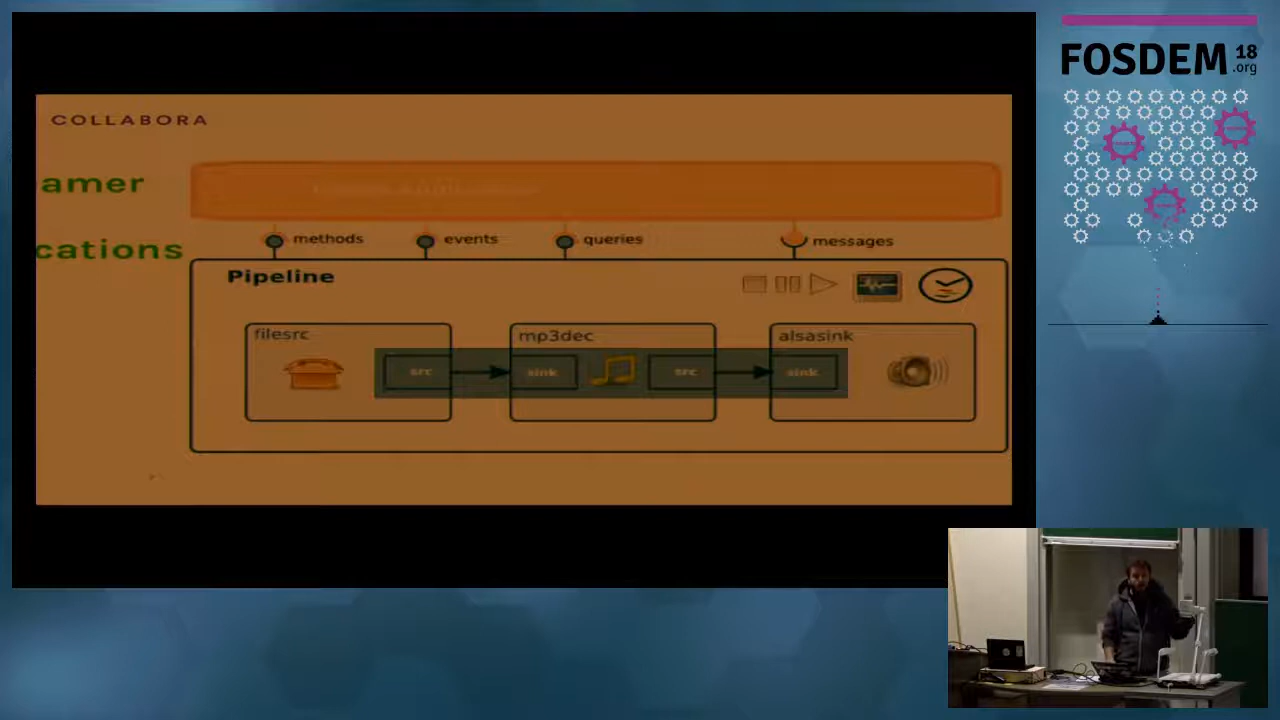 COLLABORA
amer
cations
methods
events
queries
messages
Pipeline
filesrc
mp3dec
alsasink
src
sink
src
sink
FOSDEM 18
.org